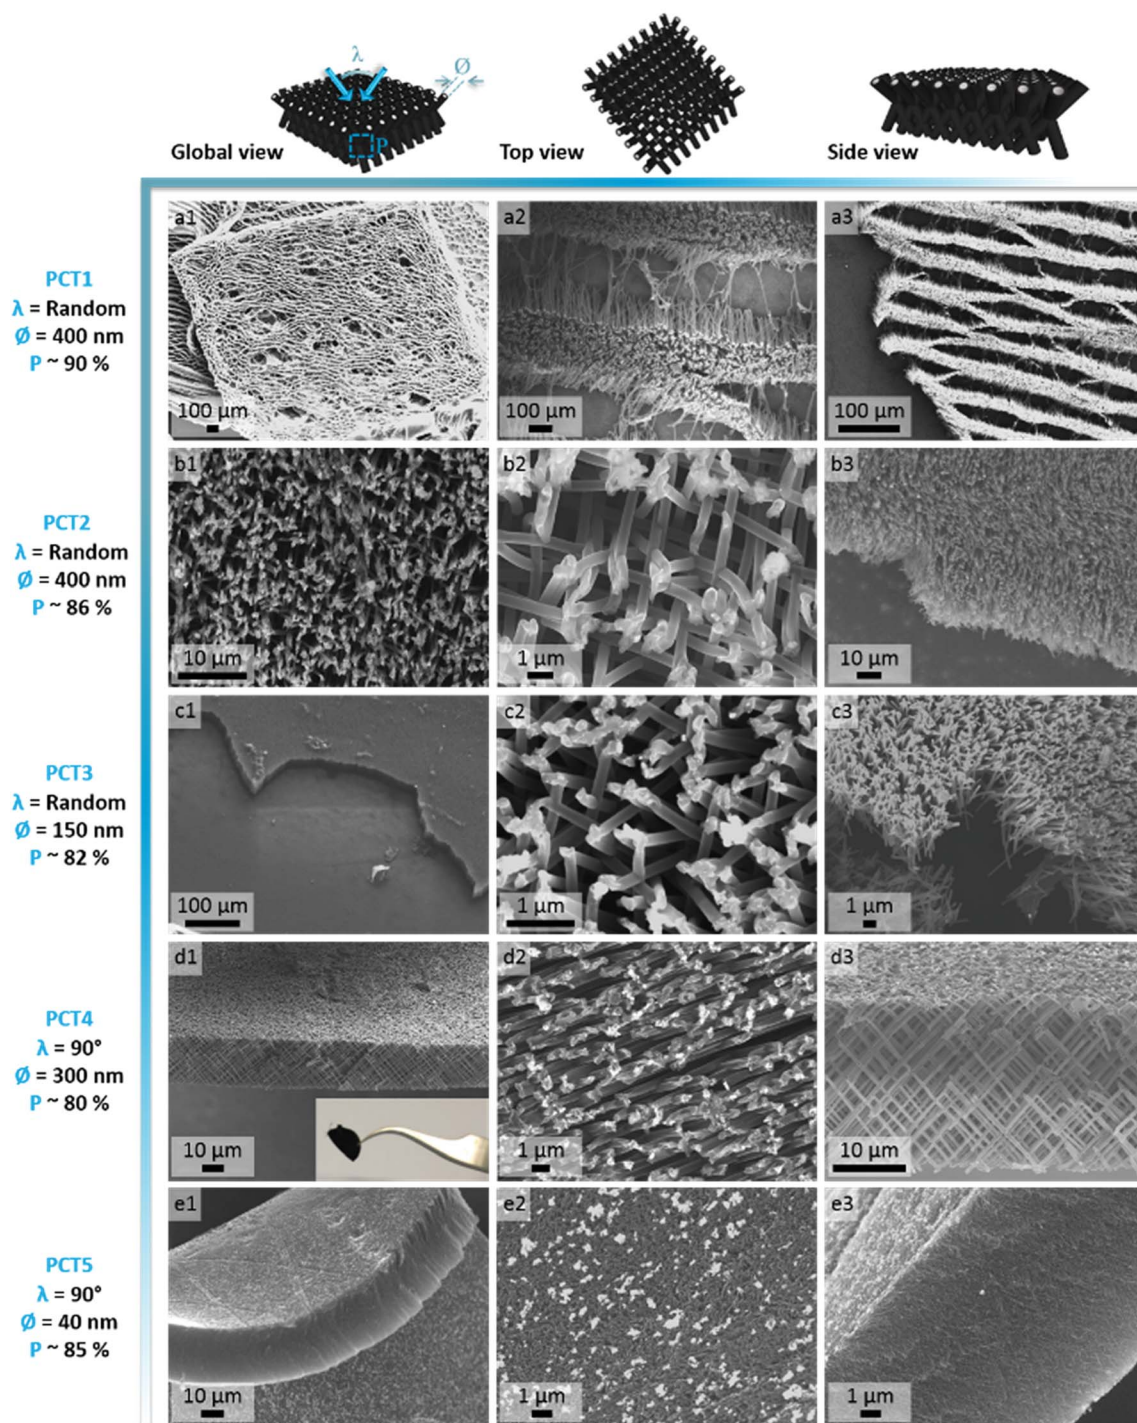 λ
Ø
P
Global view
Top view
Side view
PCT1
λ = Random
Ø = 400 nm
P ~ 90 %
a1
100 µm
a2
100 µm
a3
100 µm
PCT2
λ = Random
Ø = 400 nm
P ~ 86 %
b1
10 µm
b2
1 µm
b3
10 µm
PCT3
λ = Random
Ø = 150 nm
P ~ 82 %
c1
100 µm
c2
1 µm
c3
1 µm
PCT4
λ = 90°
Ø = 300 nm
P ~ 80 %
d1
10 µm
d2
1 µm
d3
10 µm
PCT5
λ = 90°
Ø = 40 nm
P ~ 85 %
e1
10 µm
e2
1 µm
e3
1 µm